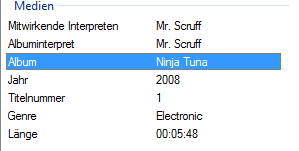 Medien
Mitwirkende Interpreten Mr. Scruff
Albuminterpret Mr. Scruff
Album Ninja Tuna
Jahr 2008
Titelnummer 1
Genre Electronic
Länge 00:05:48